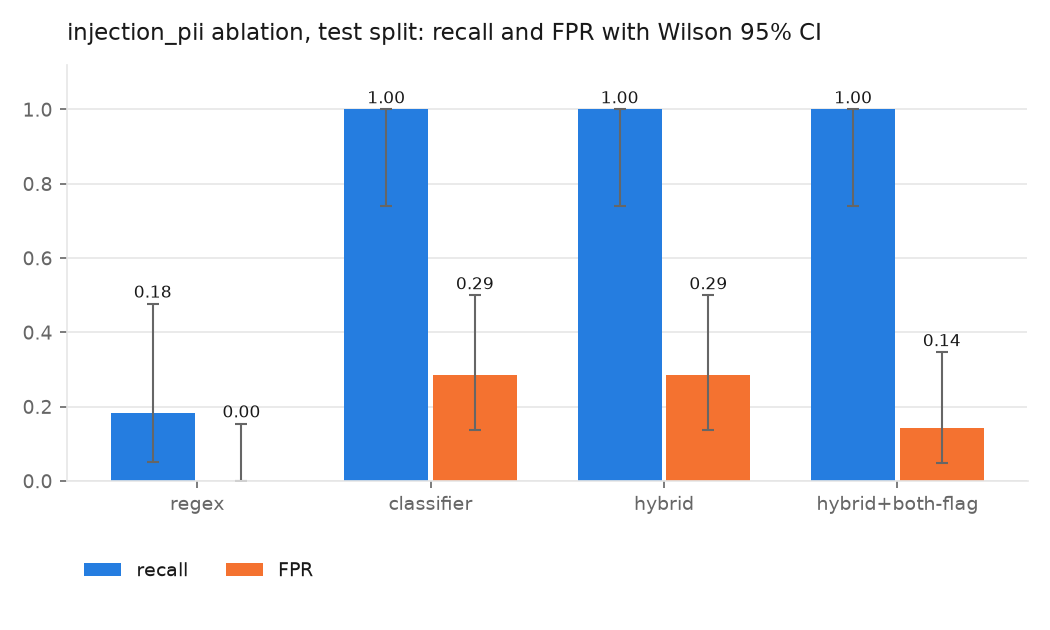 injection_pii ablation, test split: recall and FPR with Wilson 95% CI
1.0
0.8
0.6
0.4
0.2
0.0
0.18
0.00
1.00
0.29
1.00
0.29
1.00
0.14
regex
classifier
hybrid
hybrid+both-flag
recall
FPR